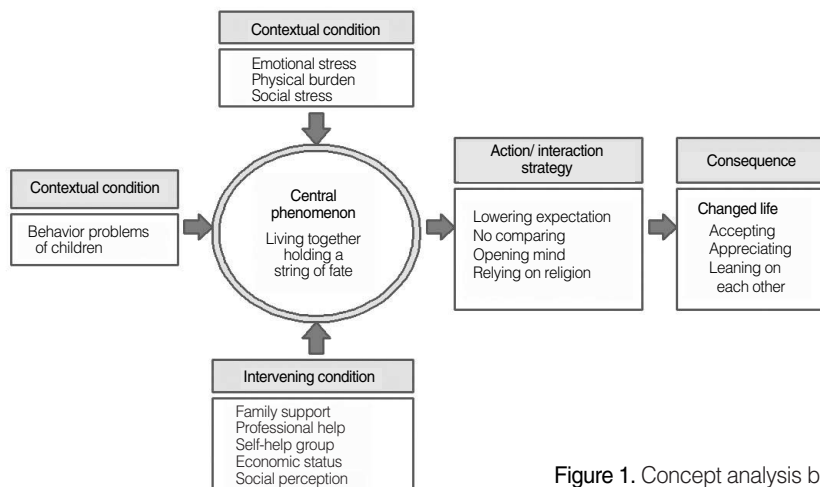 Contextual condition
Emotional stress
Physical burden
Social stress
Contextual condition
Behavior problems
of children
Central
phenomenon
Living together
holding a
string of fate
Action/ interaction
strategy
Lowering expectation
No comparing
Opening mind
Relying on religion
Consequence
Changed life
Accepting
Appreciating
Leaning on
each other
Intervening condition
Family support
Professional help
Self-help group
Economic status
Social perception
Figure 1. Concept analysis b